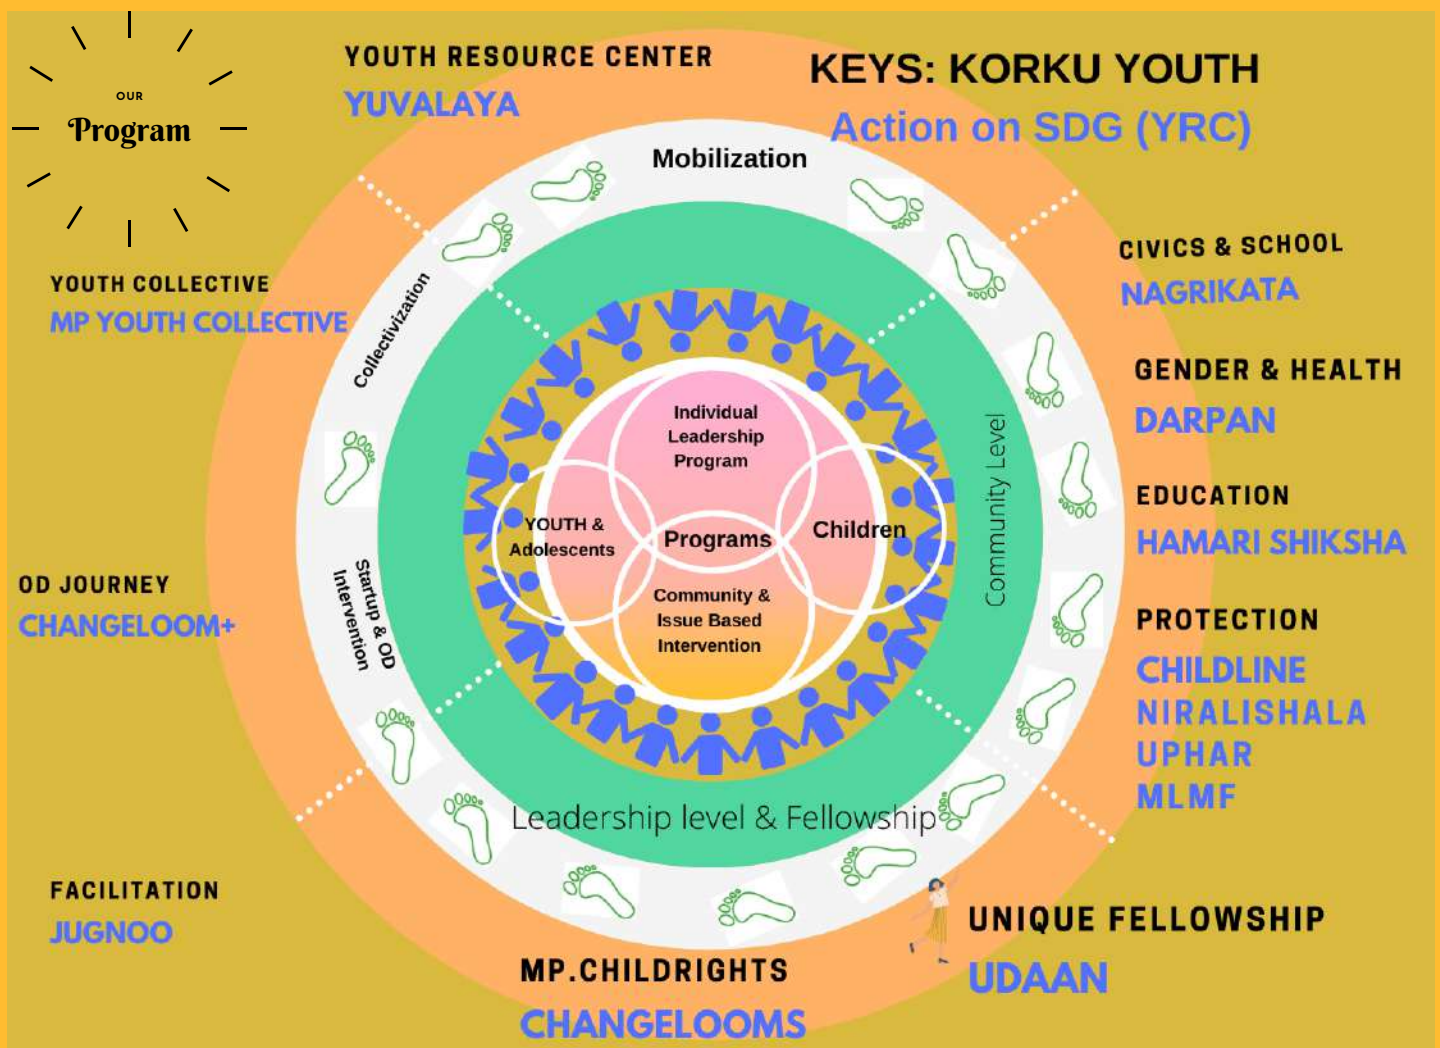 OUR
Program
YOUTH RESOURCE CENTER
YUVALAYA
KEYS: KORKU YOUTH
Action on SDG (YRC)
Mobilization
CIVICS & SCHOOL
NAGRIKATA
YOUTH COLLECTIVE
MP YOUTH COLLECTIVE
Collectivization
GENDER & HEALTH
DARPAN
Individual
Leadership
Program
Community Level
EDUCATION
HAMARI SHIKSHA
YOUTH &
Adolescents
Programs
Children
Community &
Issue Based
Intervention
OD JOURNEY
CHANGELOOM+
Startup & OD
Intervention
PROTECTION
CHILDLINE
NIRALISHALA
UPHAR
MLMF
Leadership level & Fellowship
FACILITATION
JUGNOO
UNIQUE FELLOWSHIP
UDAAN
MP.CHILDRIGHTS
CHANGELOOMS